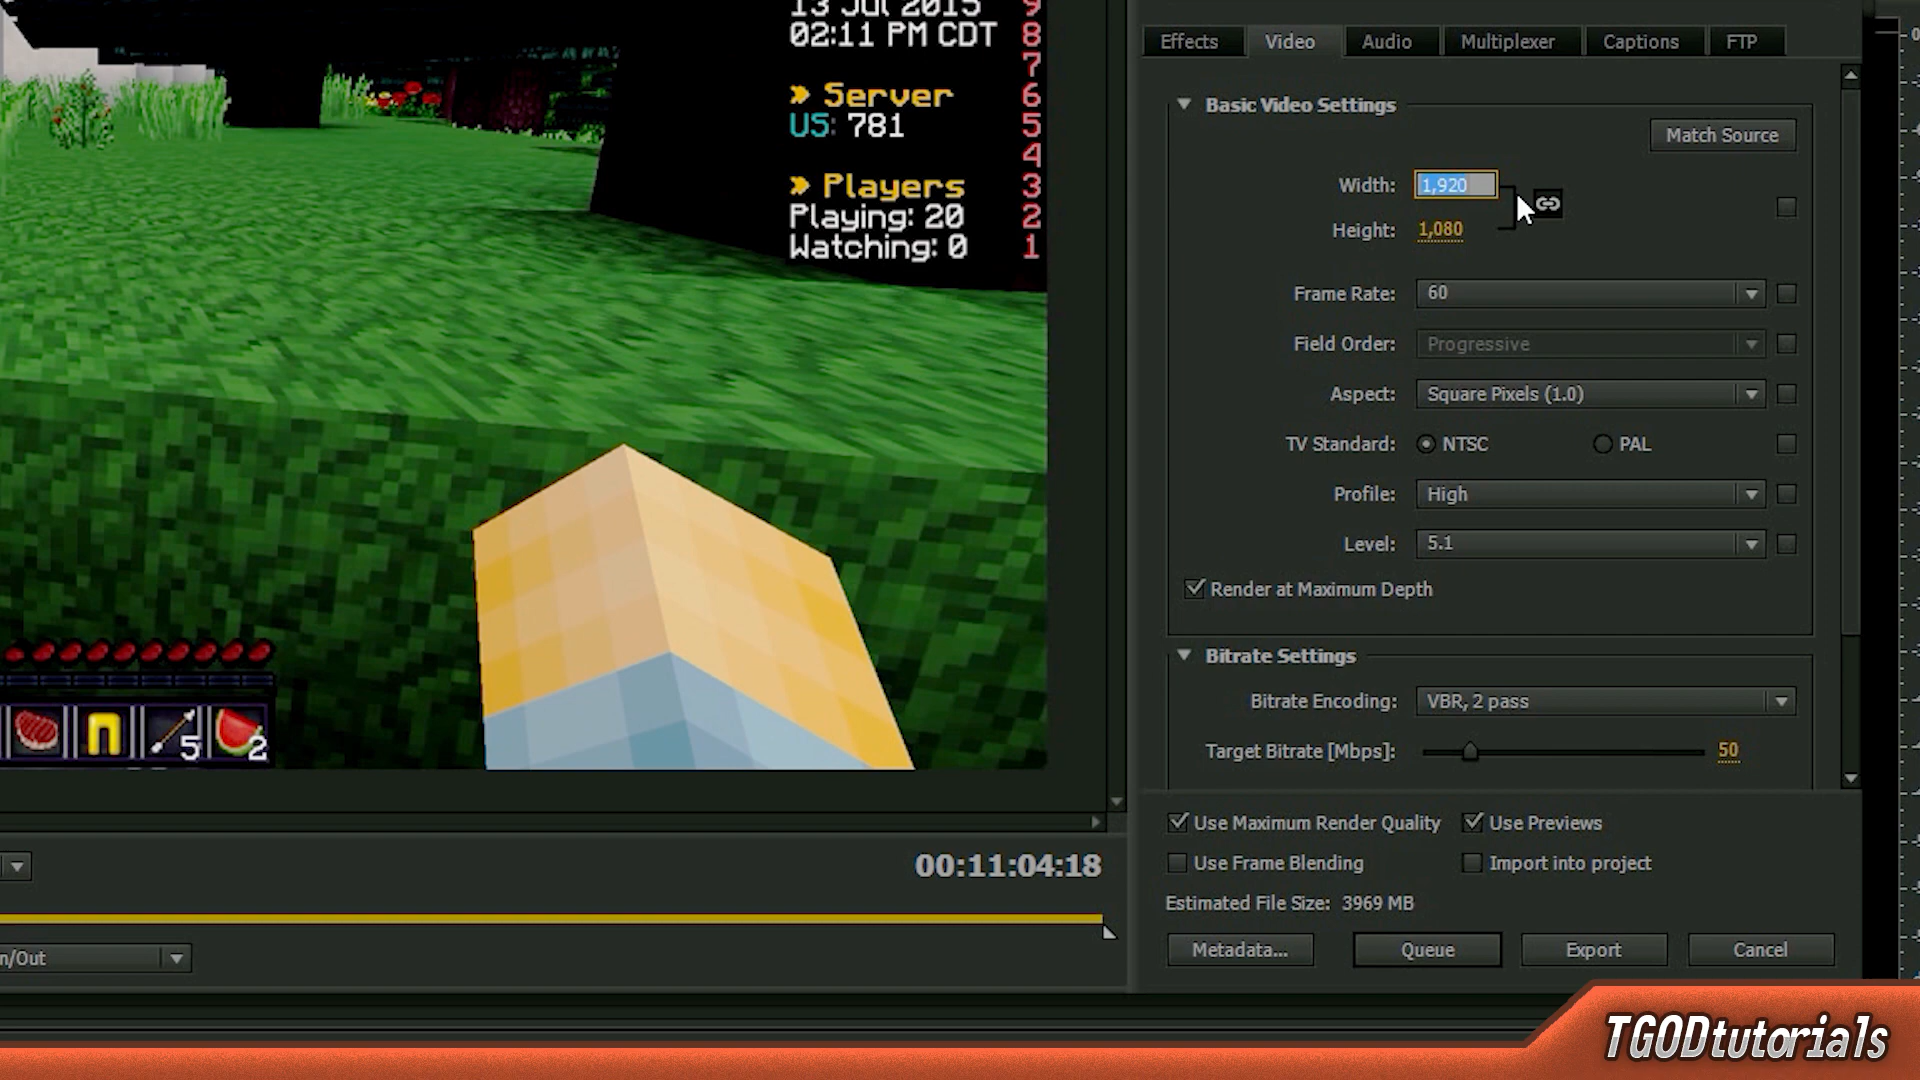 13 Jul 2015
02:11 PM CDT
» Server
US: 781
» Players
Playing: 20
Watching: 0
9
8
7
6
5
4
3
2
1
5
2
00:11:04:18
n/Out
Effects
Video
Audio
Multiplexer
Captions
FTP
Basic Video Settings
Match Source
Width: 1,920
Height: 1,080
Frame Rate: 60
Field Order: Progressive
Aspect: Square Pixels (1.0)
TV Standard: NTSC PAL
Profile: High
Level: 5.1
Render at Maximum Depth
Bitrate Settings
Bitrate Encoding: VBR, 2 pass
Target Bitrate [Mbps]: 50
Use Maximum Render Quality Use Previews
Use Frame Blending Import into project
Estimated File Size: 3969 MB
Metadata... Queue Export Cancel
TGODtutorials